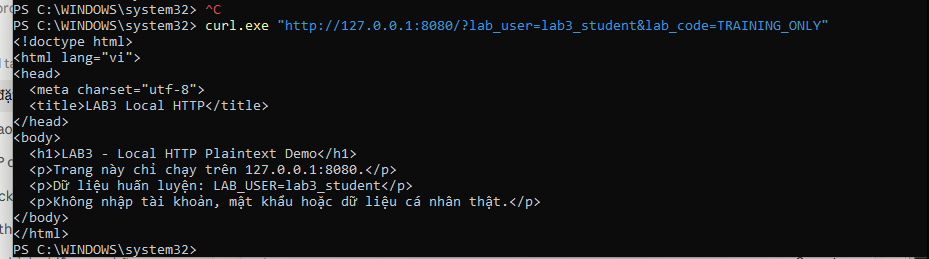 PS C:\WINDOWS\system32> ^C
PS C:\WINDOWS\system32> curl.exe "http://127.0.0.1:8080/?lab_user=lab3_student&lab_code=TRAINING_ONLY"
<!doctype html>
<html lang="vi">
<head>
  <meta charset="utf-8">
  <title>LAB3 Local HTTP</title>
</head>
<body>
  <h1>LAB3 - Local HTTP Plaintext Demo</h1>
  <p>Trang này chỉ chạy trên 127.0.0.1:8080.</p>
  <p>Dữ liệu huấn luyện: LAB_USER=lab3_student</p>
  <p>Không nhập tài khoản, mật khẩu hoặc dữ liệu cá nhân thật.</p>
</body>
</html>
PS C:\WINDOWS\system32>